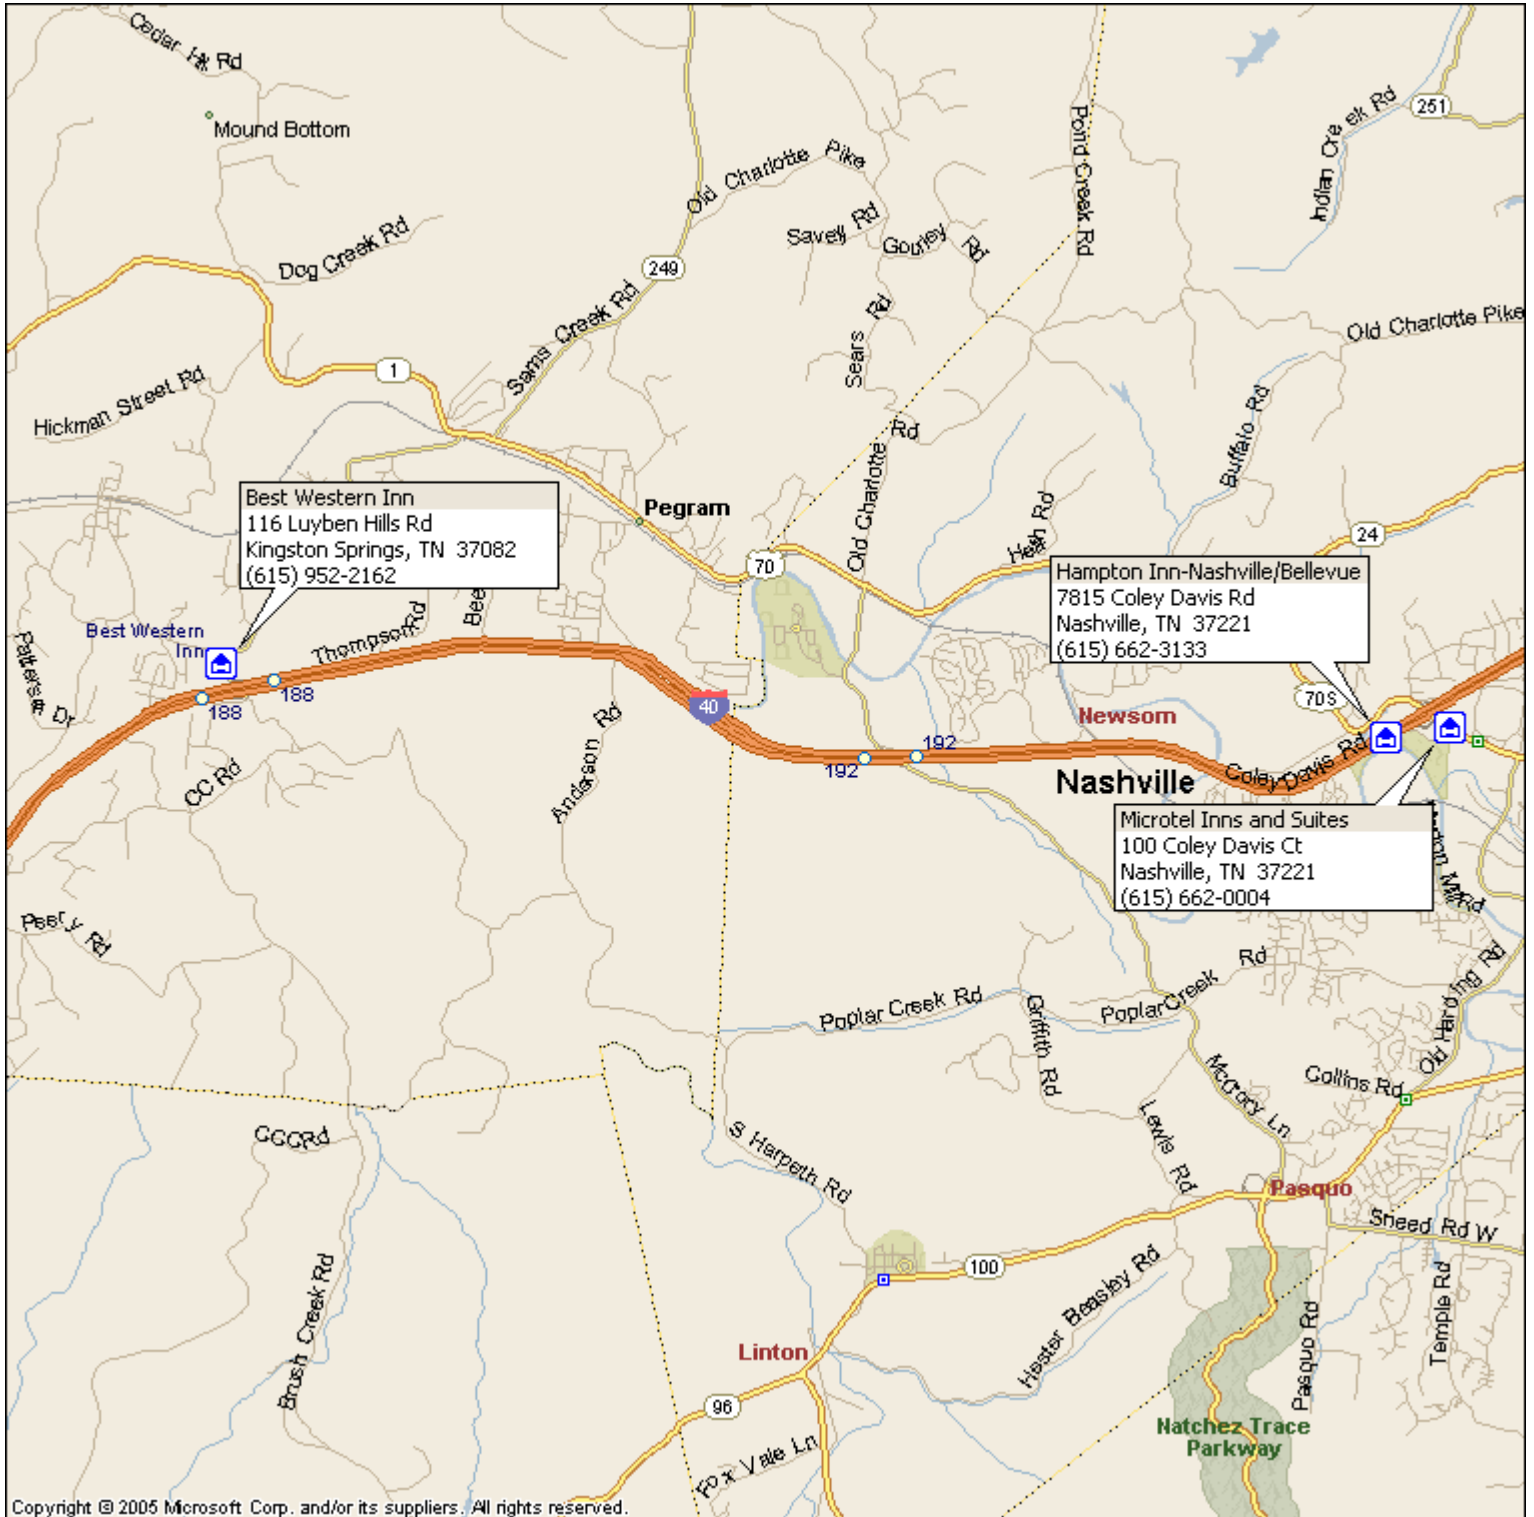 Cedar Hill Rd
Mound Bottom
251
Indian Creek Rd
Pond Creek Rd
Old Charlotte Pike
Savey Rd
Gourley Rd
Dog Creek Rd
249
Sams Creek Rd
Sears Rd
Old Charlotte Pike
1
Hickman Street Rd
Buffalo Rd
Old Charlotte Rd
Best Western Inn
116 Luyben Hills Rd
Kingston Springs, TN 37082
(615) 952-2162
Pegram
70
Rd
24
Hampton Inn-Nashville/Bellevue
7815 Coley Davis Rd
Nashville, TN 37221
(615) 662-3133
Best Western
Inn
Thompson Rd
Bee
Patterson Dr
188
188
40
Anderson Rd
70S
Newsom
192
192
Coley Davis Rd
Nashville
CC Rd
Microtel Inns and Suites
100 Coley Davis Ct
Nashville, TN 37221
(615) 662-0004
Rd
Peery Rd
Poplar Creek Rd
Poplar Creek Rd
Griffith Rd
Old Harding Rd
Collins Rd
McCrory Ln
Lewis Rd
CCC Rd
S Harpeth Rd
Pasquo
Sneed Rd W
100
Hester Beasley Rd
Brush Creek Rd
Pasquo Rd
Temple Rd
Linton
96
Natchez Trace
Parkway
Fox Vale Ln
Copyright © 2005 Microsoft Corp. and/or its suppliers. All rights reserved.